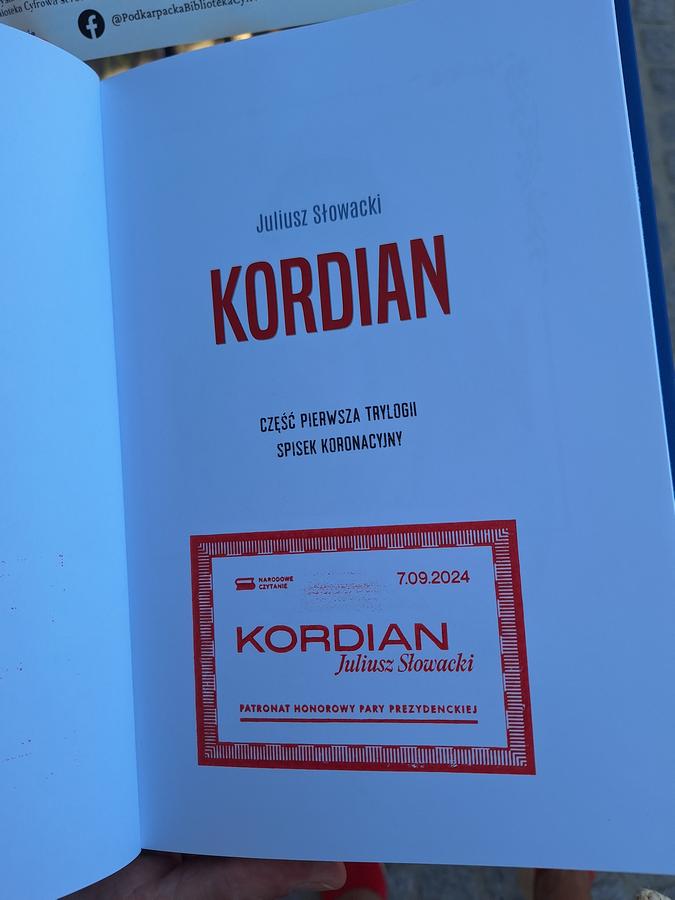 @PodkarpackaBibliotekaCyf
Juliusz Słowacki
KORDIAN
CZĘŚĆ PIERWSZA TRYLOGII
SPISEK KORONACYJNY
NARODOWE
CZYTANIE
7.09.2024
KORDIAN
Juliusz Słowacki
PATRONAT HONOROWY PARY PREZYDENCKIEJ